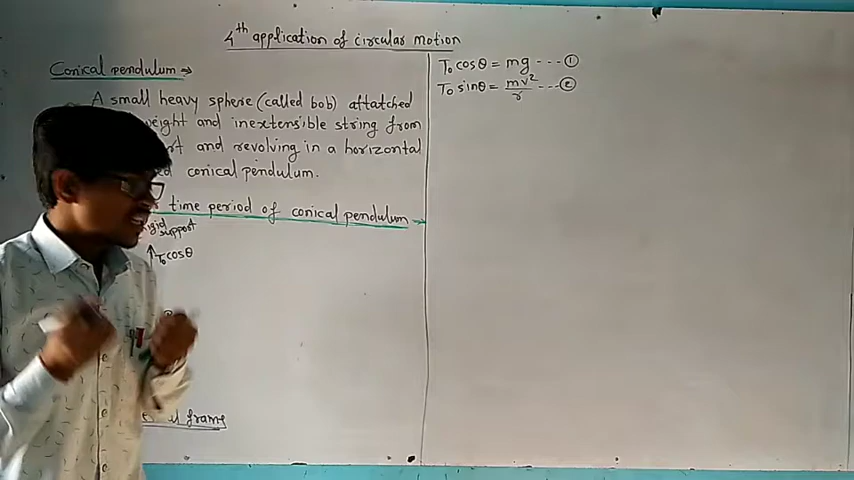 4th application of circular motion
Conical pendulum →
A small heavy sphere (called bob) attatched
weight and inextensible string from
and revolving in a horizontal
conical pendulum.
time period of conical pendulum →
rigid
support
T₀cosθ
frame
T₀ cosθ = mg ---- ①
T₀ sinθ = mv²/r ---- ②